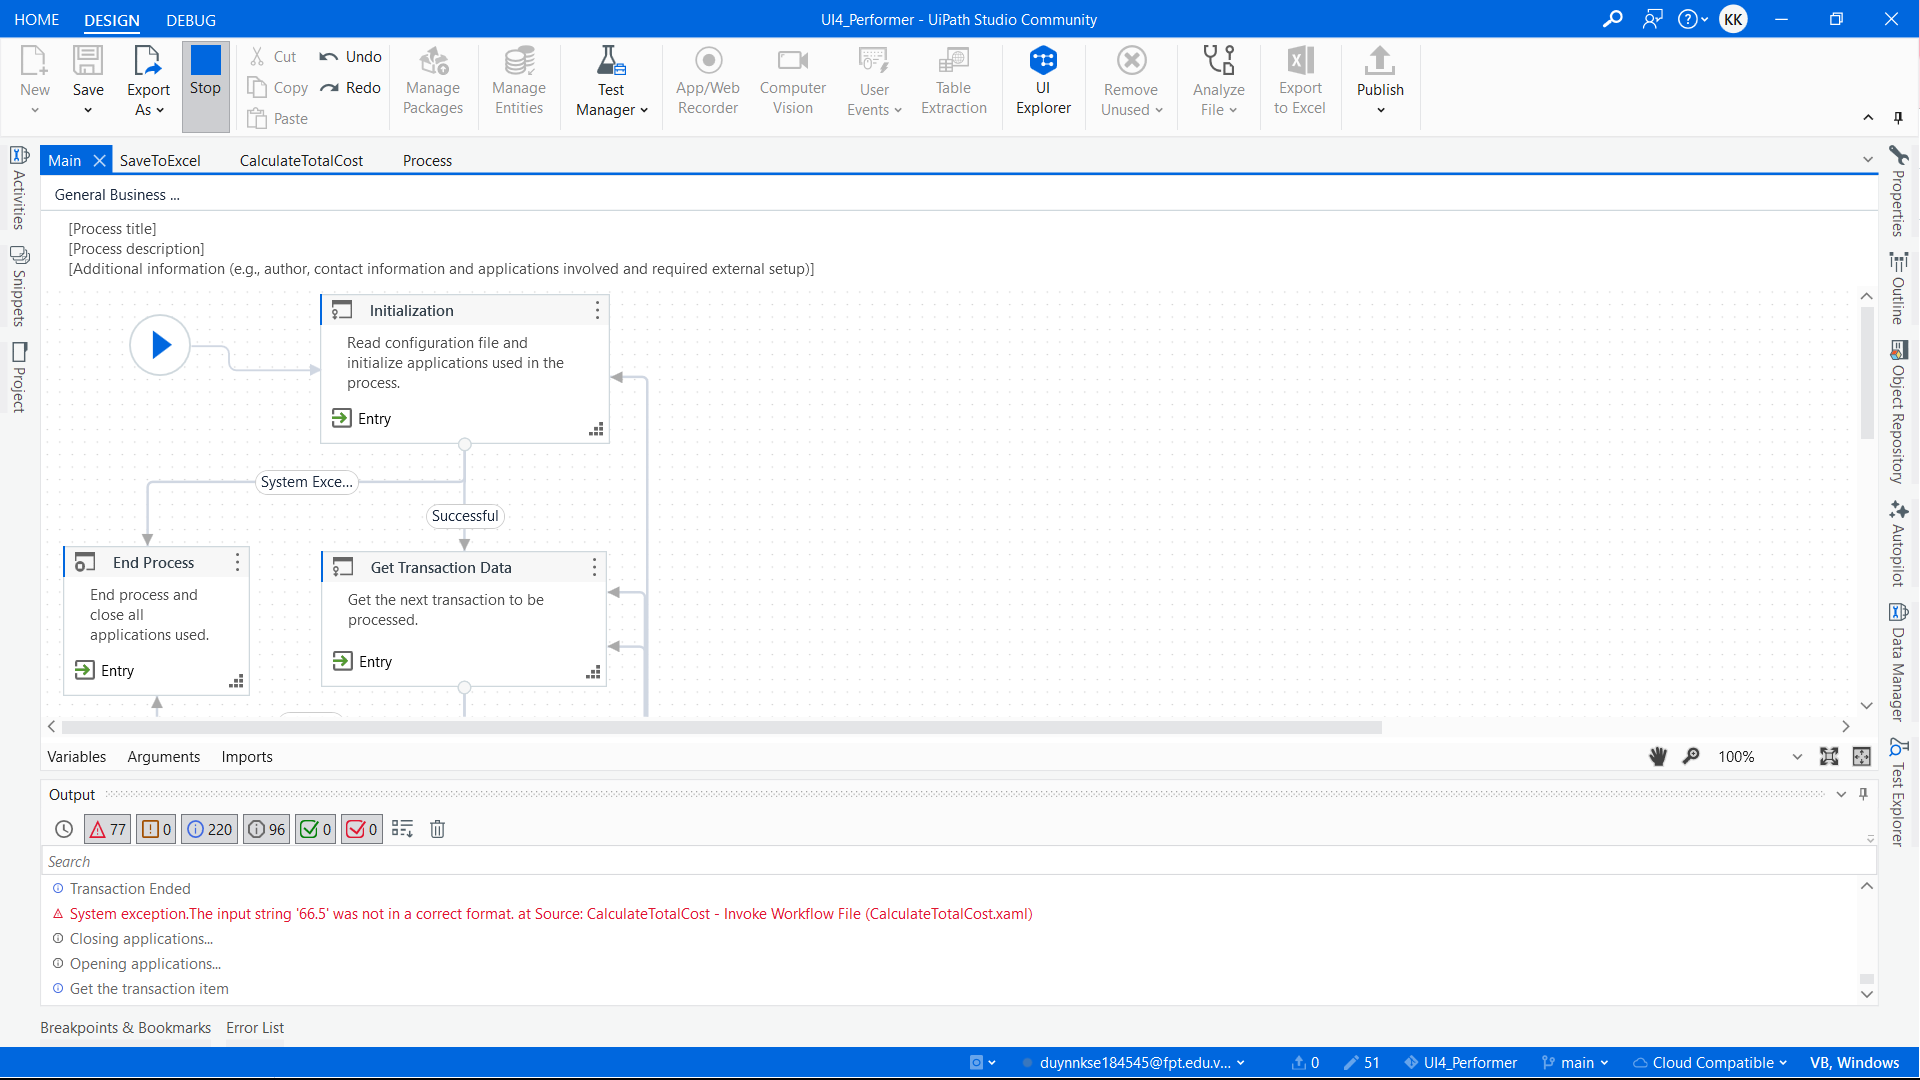 HOME DESIGN DEBUG UI4_Performer - UiPath Studio Community KK
New Save Export As Stop Cut Copy Paste Undo Redo Manage Packages Manage Entities Test Manager App/Web Recorder Computer Vision User Events Table Extraction UI Explorer Remove Unused Analyze File Export to Excel Publish
Main SaveToExcel CalculateTotalCost Process
General Business ...
[Process title]
[Process description]
[Additional information (e.g., author, contact information and applications involved and required external setup)]
Initialization
Read configuration file and
initialize applications used in the
process.
Entry
System Exce...
Successful
End Process
End process and
close all
applications used.
Entry
Get Transaction Data
Get the next transaction to be
processed.
Entry
Activities
Snippets
Project
Properties
Outline
Object Repository
Autopilot
Data Manager
Test Explorer
Variables Arguments Imports 100%
Output
77 0 220 96 0 0
Search
Transaction Ended
System exception.The input string '66.5' was not in a correct format. at Source: CalculateTotalCost - Invoke Workflow File (CalculateTotalCost.xaml)
Closing applications...
Opening applications...
Get the transaction item
Breakpoints & Bookmarks Error List
duynnkse184545@fpt.edu.v... 0 51 UI4_Performer main Cloud Compatible VB, Windows